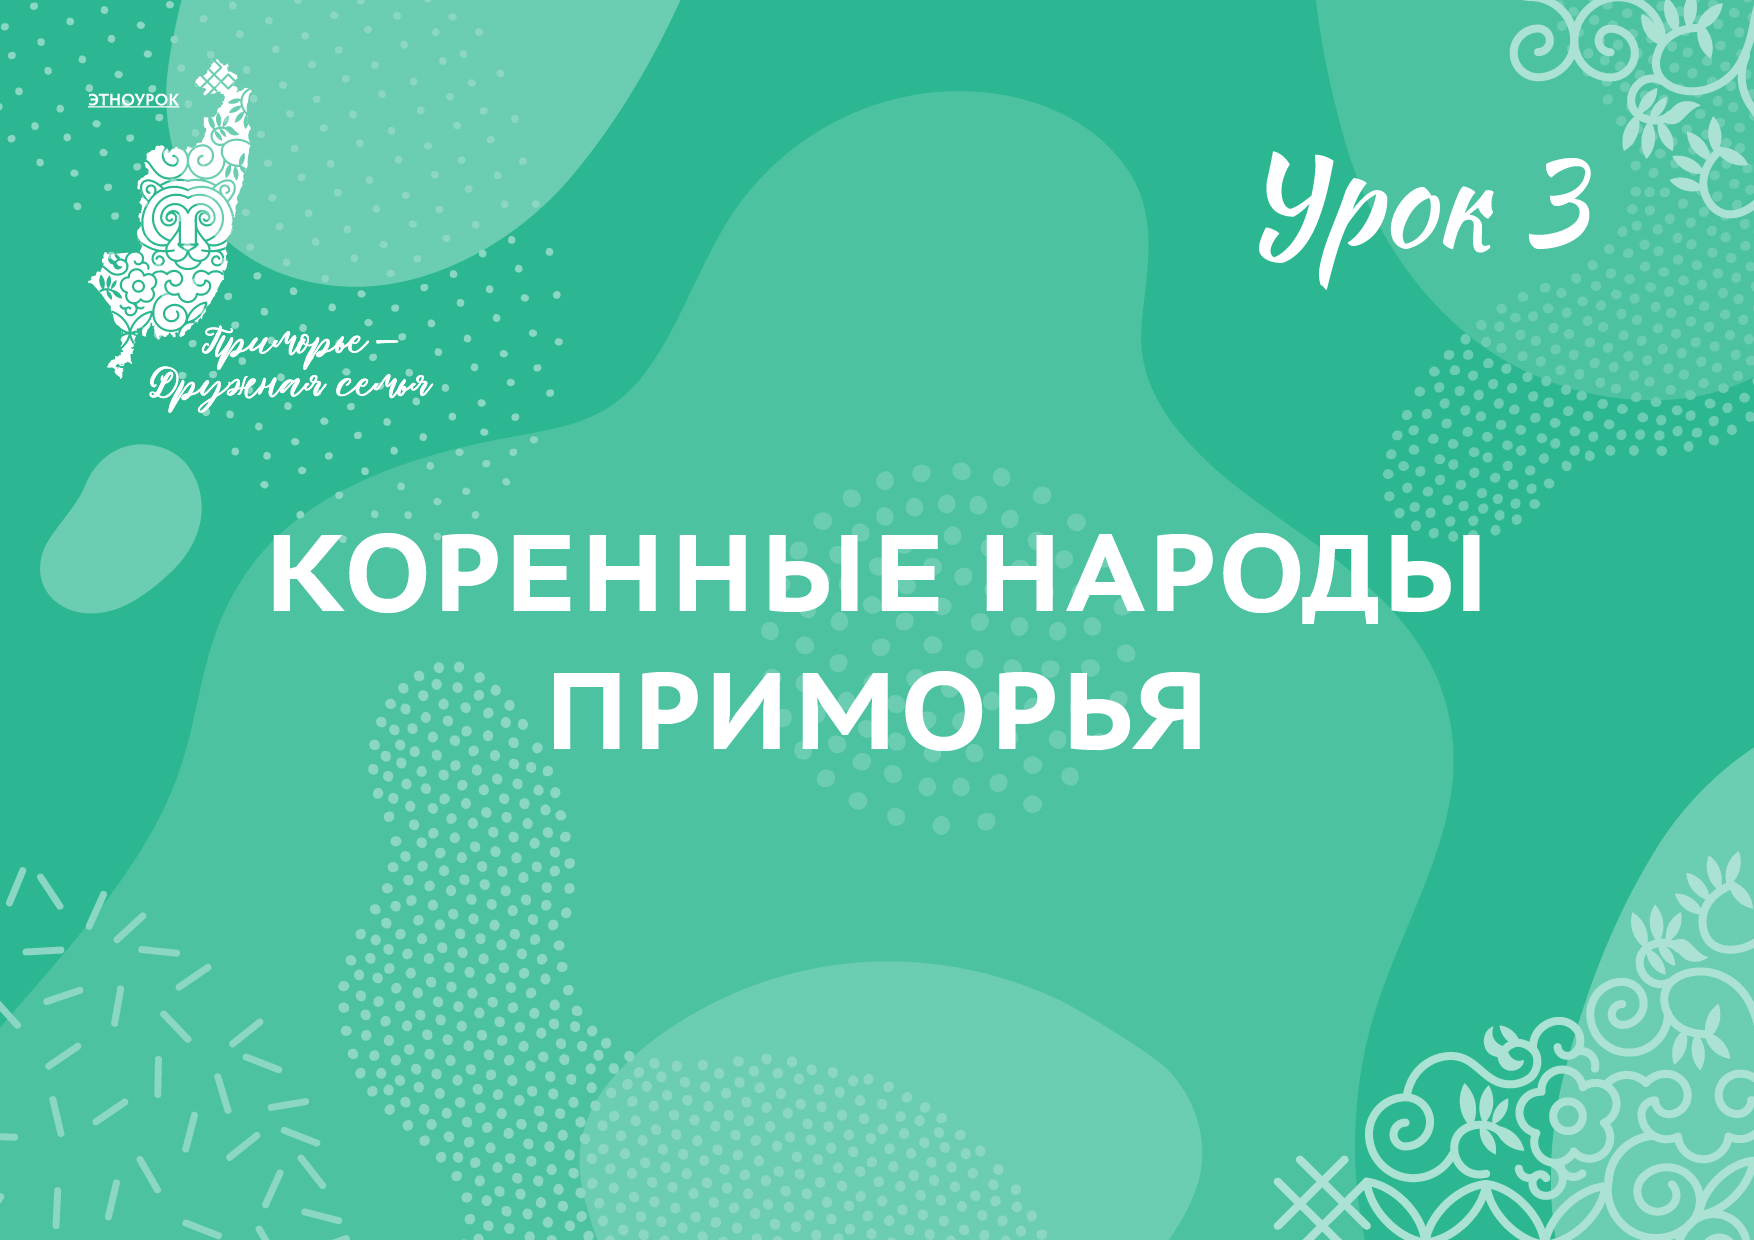 ЭТНОУРОК
Приморье –
Дружная семья
Урок 3
КОРЕННЫЕ НАРОДЫ
ПРИМОРЬЯ